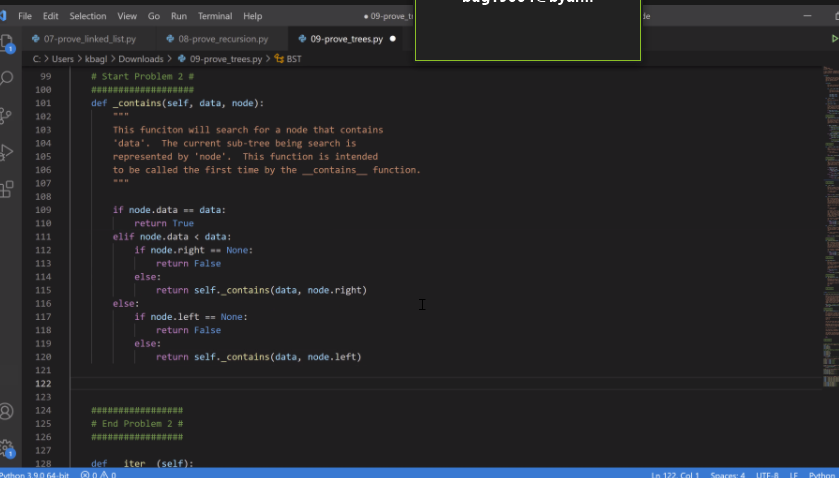 File Edit Selection View Go Run Terminal Help
07-prove_linked_list.py 08-prove_recursion.py 09-prove_trees.py ●
C: > Users > kbagl > Downloads > 09-prove_trees.py > BST
99 # Start Problem 2 #
100 ###################
101 def _contains(self, data, node):
102 """
103 This funciton will search for a node that contains
104 'data'. The current sub-tree being search is
105 represented by 'node'. This function is intended
106 to be called the first time by the __contains__ function.
107 """
108
109 if node.data == data:
110 return True
111 elif node.data < data:
112 if node.right == None:
113 return False
114 else:
115 return self._contains(data, node.right)
116 else:
117 if node.left == None:
118 return False
119 else:
120 return self._contains(data, node.left)
121
122
123
124 #################
125 # End Problem 2 #
126 #################
127
128 def __iter__(self):
Python 3.9.0 64-bit 0 0 Ln 122, Col 1 Spaces: 4 UTF-8 LF Python